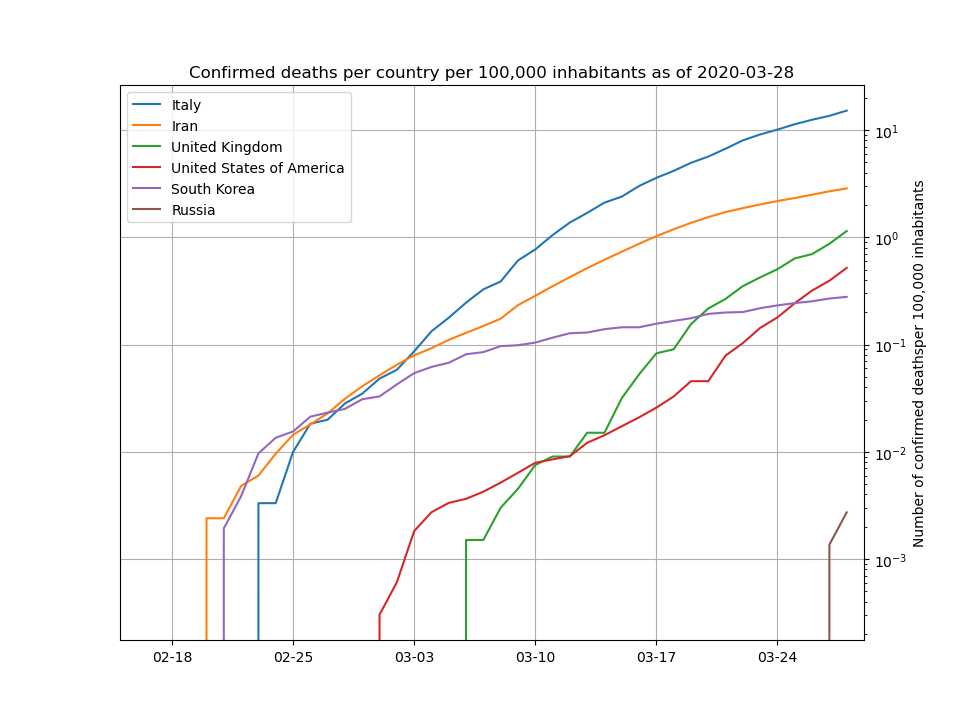 Confirmed deaths per country per 100,000 inhabitants as of 2020-03-28
Italy
Iran
United Kingdom
United States of America
South Korea
Russia
10¹
10⁰
10⁻¹
10⁻²
10⁻³
Number of confirmed deathsper 100,000 inhabitants
02-18
02-25
03-03
03-10
03-17
03-24